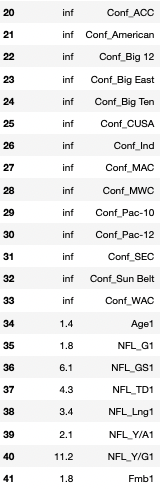 20 inf Conf_ACC
21 inf Conf_American
22 inf Conf_Big 12
23 inf Conf_Big East
24 inf Conf_Big Ten
25 inf Conf_CUSA
26 inf Conf_Ind
27 inf Conf_MAC
28 inf Conf_MWC
29 inf Conf_Pac-10
30 inf Conf_Pac-12
31 inf Conf_SEC
32 inf Conf_Sun Belt
33 inf Conf_WAC
34 1.4 Age1
35 1.8 NFL_G1
36 6.1 NFL_GS1
37 4.3 NFL_TD1
38 3.4 NFL_Lng1
39 2.1 NFL_Y/A1
40 11.2 NFL_Y/G1
41 1.8 Fmb1